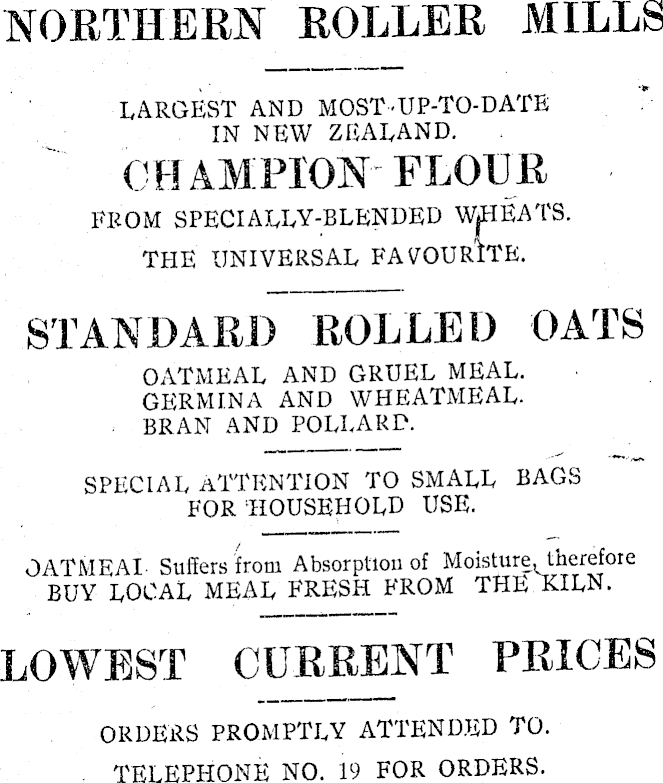 NORTHERN ROLLER MILLS
LARGEST AND MOST UP-TO-DATE
IN NEW ZEALAND.
CHAMPION FLOUR
FROM SPECIALLY-BLENDED WHEATS.
THE UNIVERSAL FAVOURITE.
STANDARD ROLLED OATS
OATMEAL AND GRUEL MEAL.
GERMINA AND WHEATMEAL.
BRAN AND POLLARD.
SPECIAL ATTENTION TO SMALL BAGS
FOR HOUSEHOLD USE.
OATMEAL Suffers from Absorption of Moisture, therefore
BUY LOCAL MEAL FRESH FROM THE KILN.
LOWEST CURRENT PRICES
ORDERS PROMPTLY ATTENDED TO.
TELEPHONE NO. 19 FOR ORDERS.